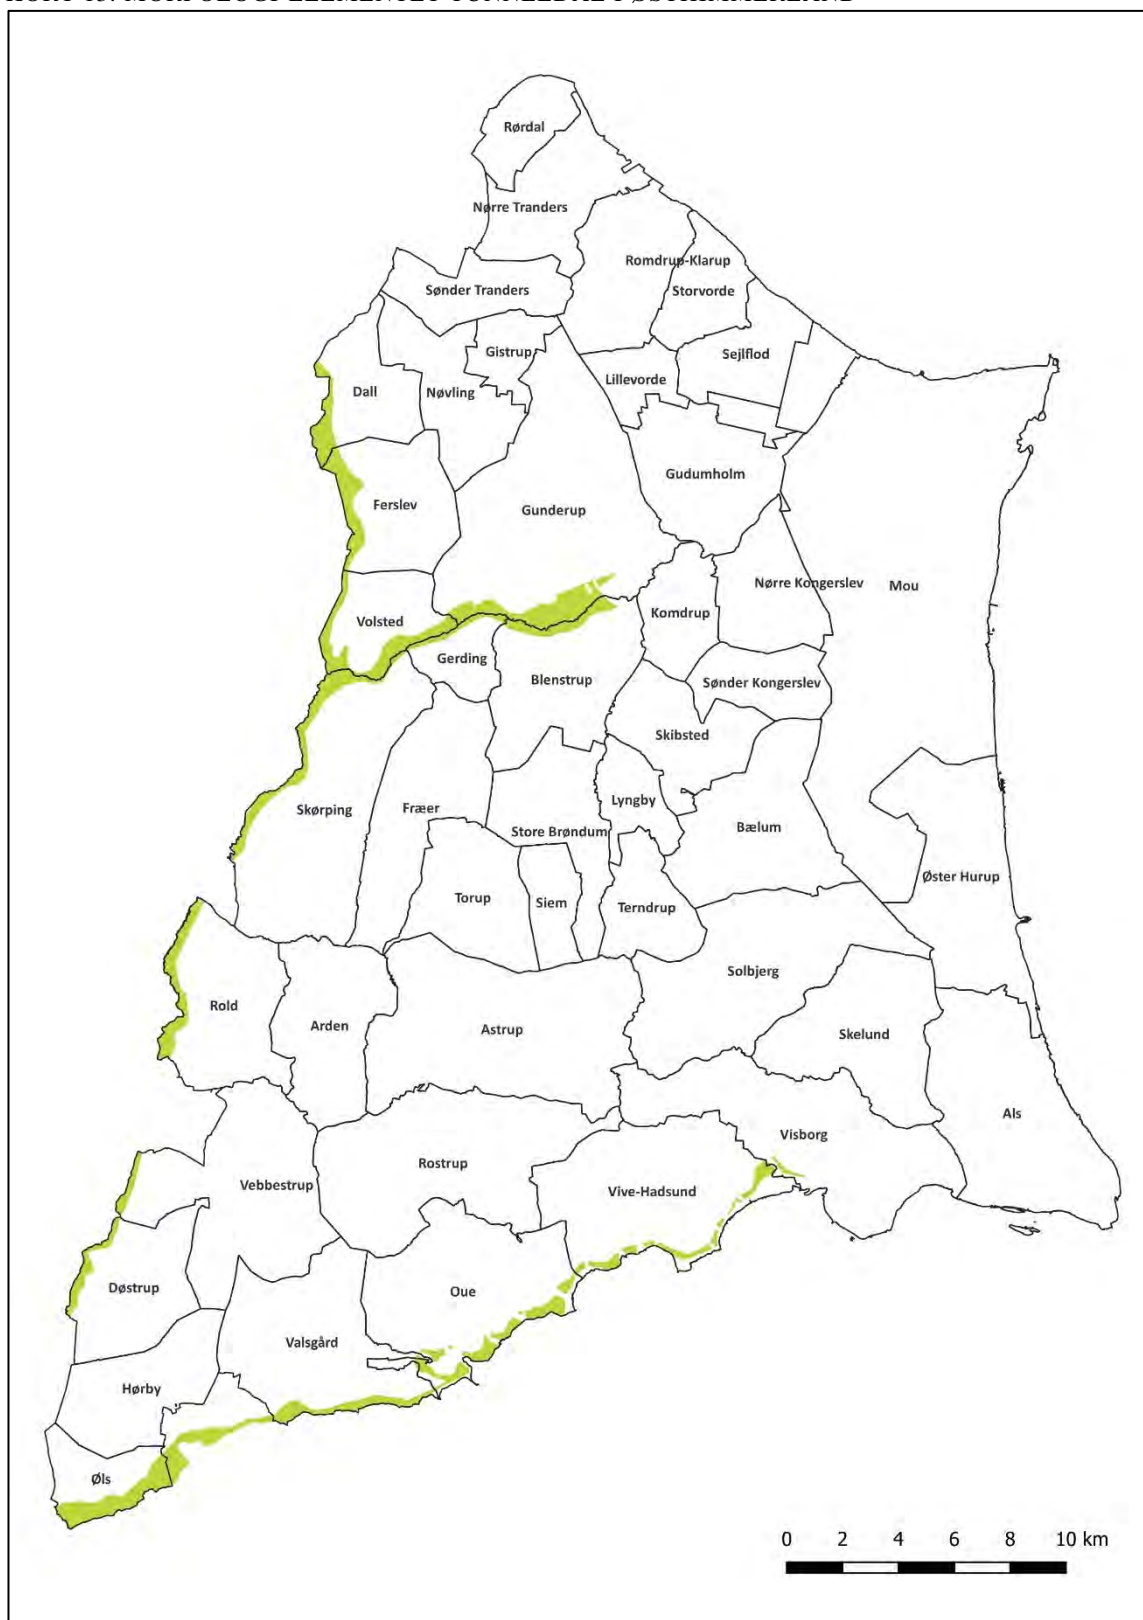 Rørdal
Nørre Tranders
Romdrup-Klarup
Sønder Tranders
Storvorde
Gistrup
Sejlflod
Lillevorde
Dall
Nøvling
Gudumholm
Ferslev
Gunderup
Nørre Kongerslev
Mou
Komdrup
Volsted
Gerding
Blenstrup
Sønder Kongerslev
Skibsted
Skørping
Fræer
Lyngby
Store Brøndum
Bælum
Øster Hurup
Torup
Siem
Terndrup
Solbjerg
Rold
Arden
Astrup
Skelund
Als
Visborg
Rostrup
Vebbestrup
Vive-Hadsund
Døstrup
Oue
Valsgård
Hørby
Øls
0 2 4 6 8 10 km